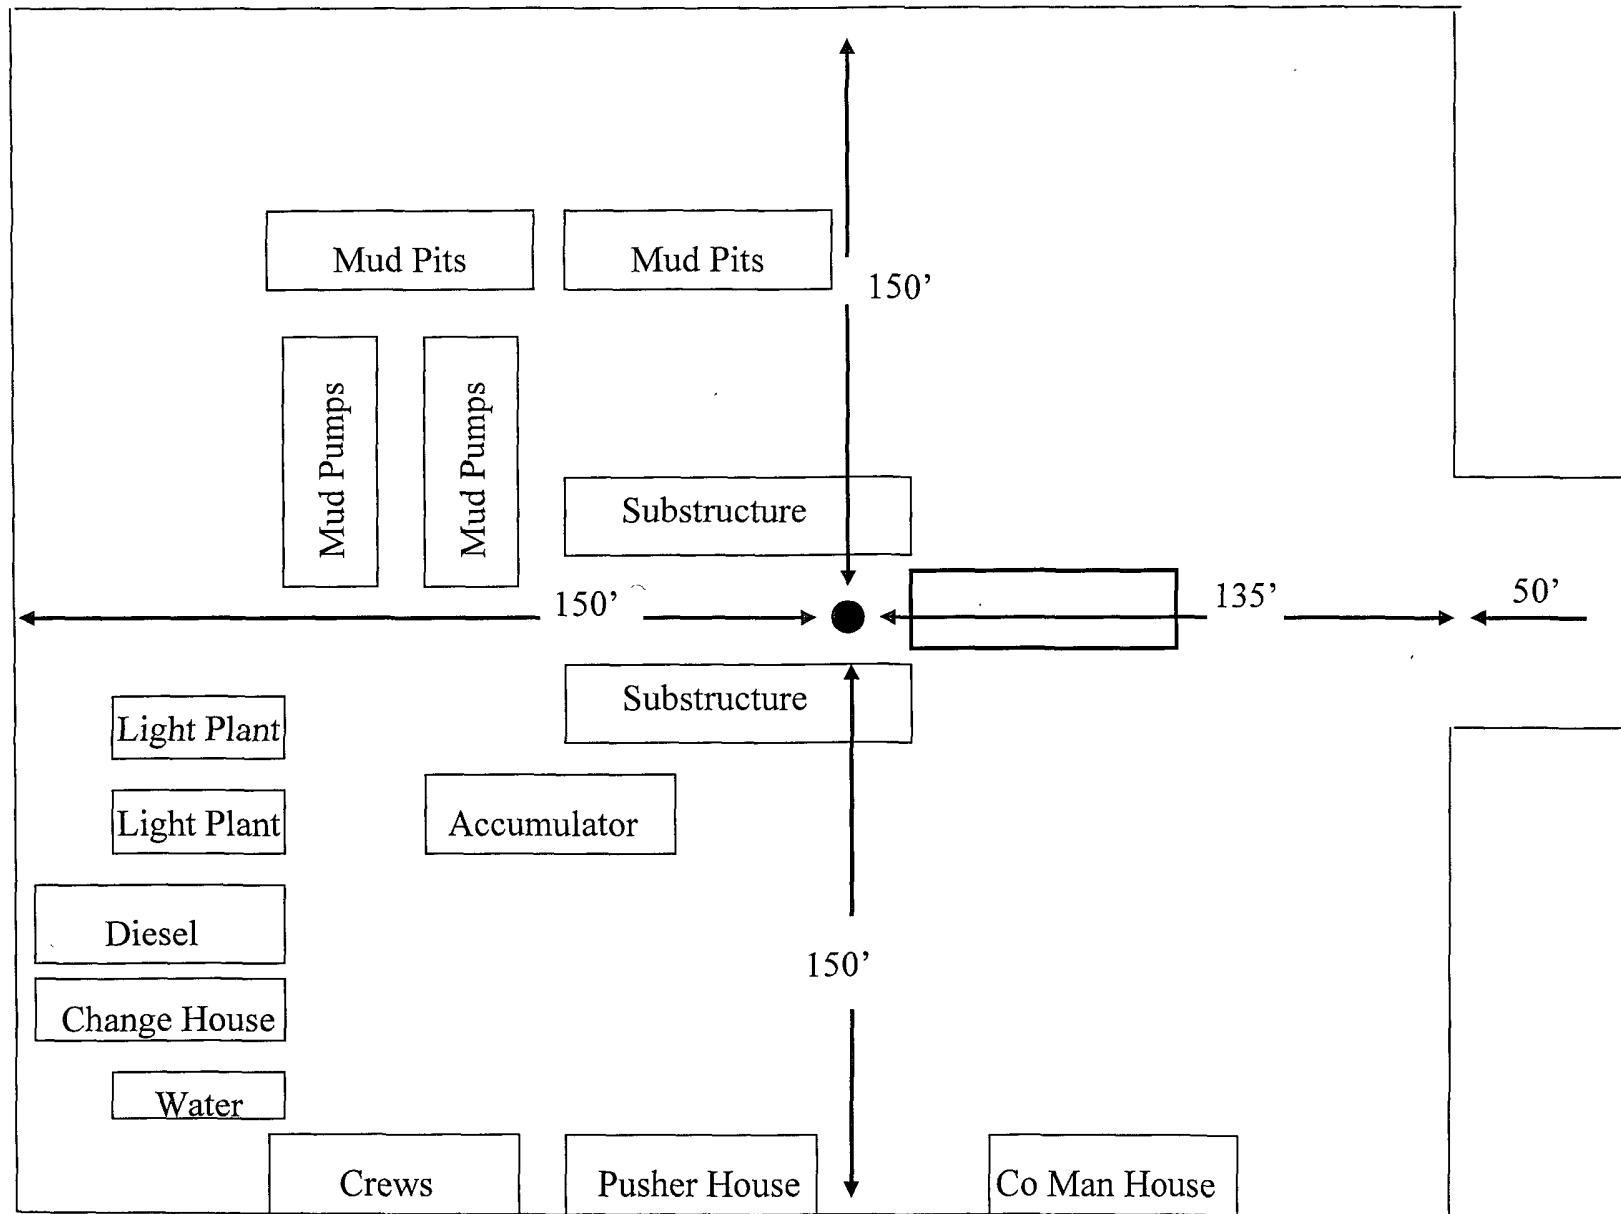 Mud Pits
Mud Pits
150’
Mud Pumps
Mud Pumps
Substructure
150’
135’
50’
Substructure
Light Plant
Light Plant
Accumulator
Diesel
150’
Change House
Water
Crews
Pusher House
Co Man House